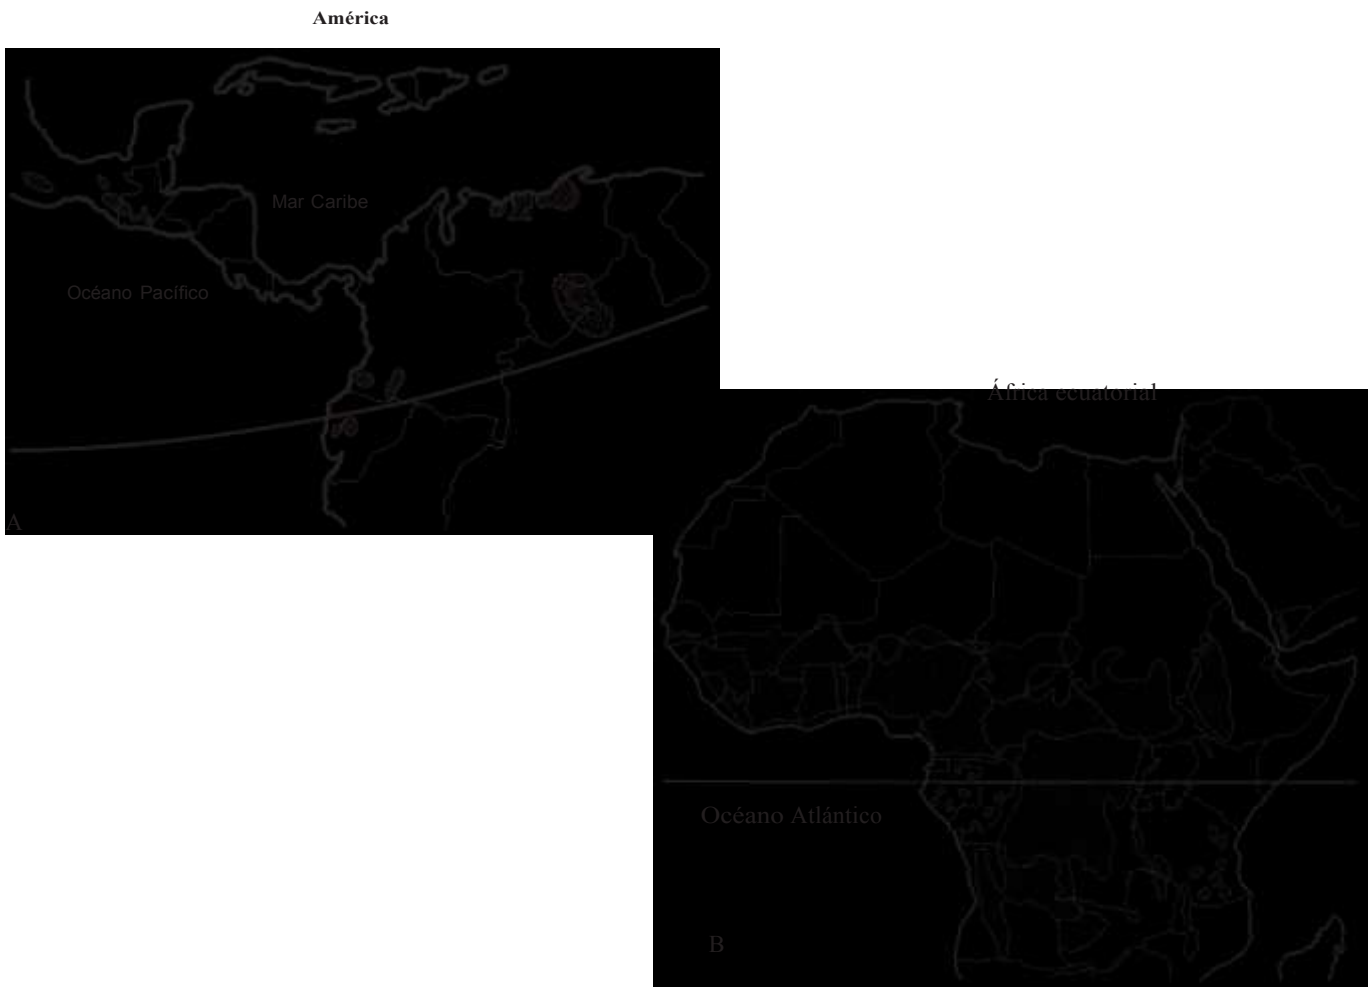 América
Mar Caribe
Océano Pacífico
A
África ecuatorial
Océano Atlántico
B